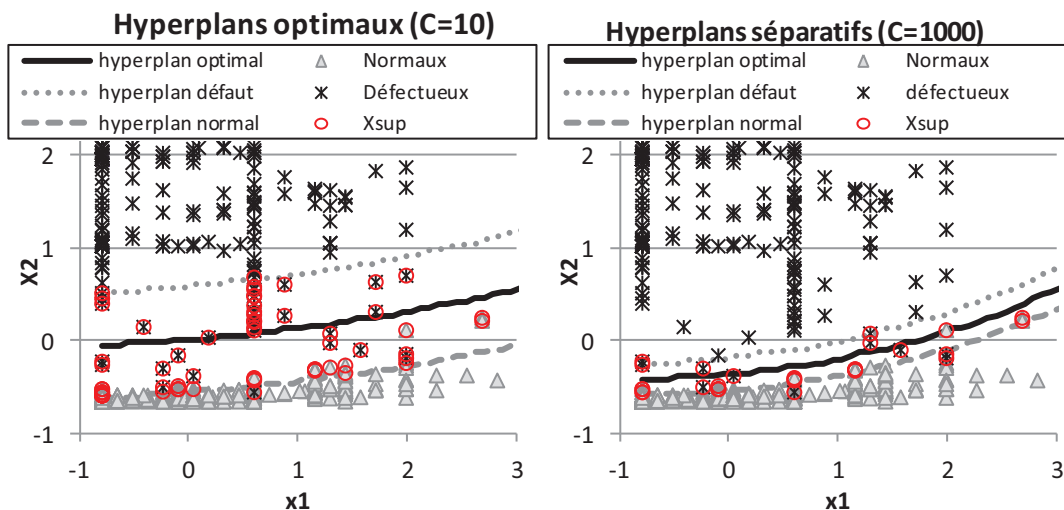 Hyperplans optimaux (C=10)
hyperplan optimal
Normaux
hyperplan défaut
Défectueux
hyperplan normal
Xsup
2
1
0
-1
X2
-1
0
1
2
3
x1
Hyperplans séparatifs (C=1000)
hyperplan optimal
Normaux
hyperplan défaut
défectueux
hyperplan normal
Xsup
2
1
0
-1
X2
-1
0
1
2
3
x1